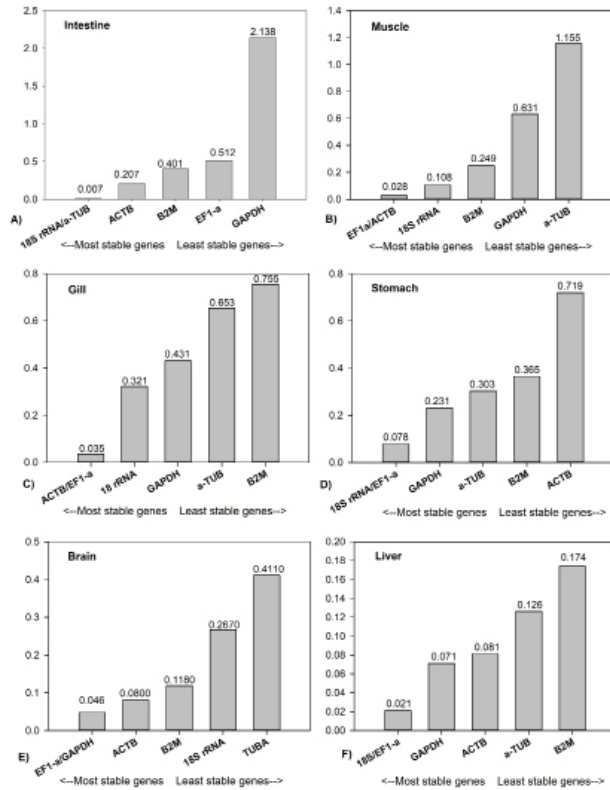 Intestine
2.5
2.0
1.5
1.0
0.5
0.0
0.007
0.207
0.401
0.512
2.138
18S rRNA/a-TUB
ACTB
B2M
EF1-a
GAPDH
A)
<--Most stable genes Least stable genes-->
Muscle
1.4
1.2
1.0
0.8
0.6
0.4
0.2
0.0
0.028
0.108
0.249
0.631
1.155
EF1a/ACTB
18S rRNA
B2M
GAPDH
a-TUB
B)
<--Most stable genes Least stable genes-->
Gill
0.8
0.6
0.4
0.2
0.0
0.035
0.321
0.431
0.653
0.755
ACTB/EF1-a
18 rRNA
GAPDH
a-TUB
B2M
C)
<--Most stable genes Least stable genes-->
Stomach
0.8
0.6
0.4
0.2
0.0
0.078
0.231
0.303
0.365
0.719
18S rRNA/EF1-a
GAPDH
a-TUB
B2M
ACTB
D)
<--Most stable genes Least stable genes-->
Brain
0.5
0.4
0.3
0.2
0.1
0.0
0.046
0.0800
0.1180
0.2670
0.4110
EF1-a/GAPDH
ACTB
B2M
18S rRNA
TUBA
E)
<--Most stable genes Least stable genes-->
Liver
0.20
0.18
0.16
0.14
0.12
0.10
0.08
0.06
0.04
0.02
0.00
0.021
0.071
0.081
0.126
0.174
18S/EF1-a
GAPDH
ACTB
a-TUB
B2M
F)
<--Most stable genes Least stable genes-->